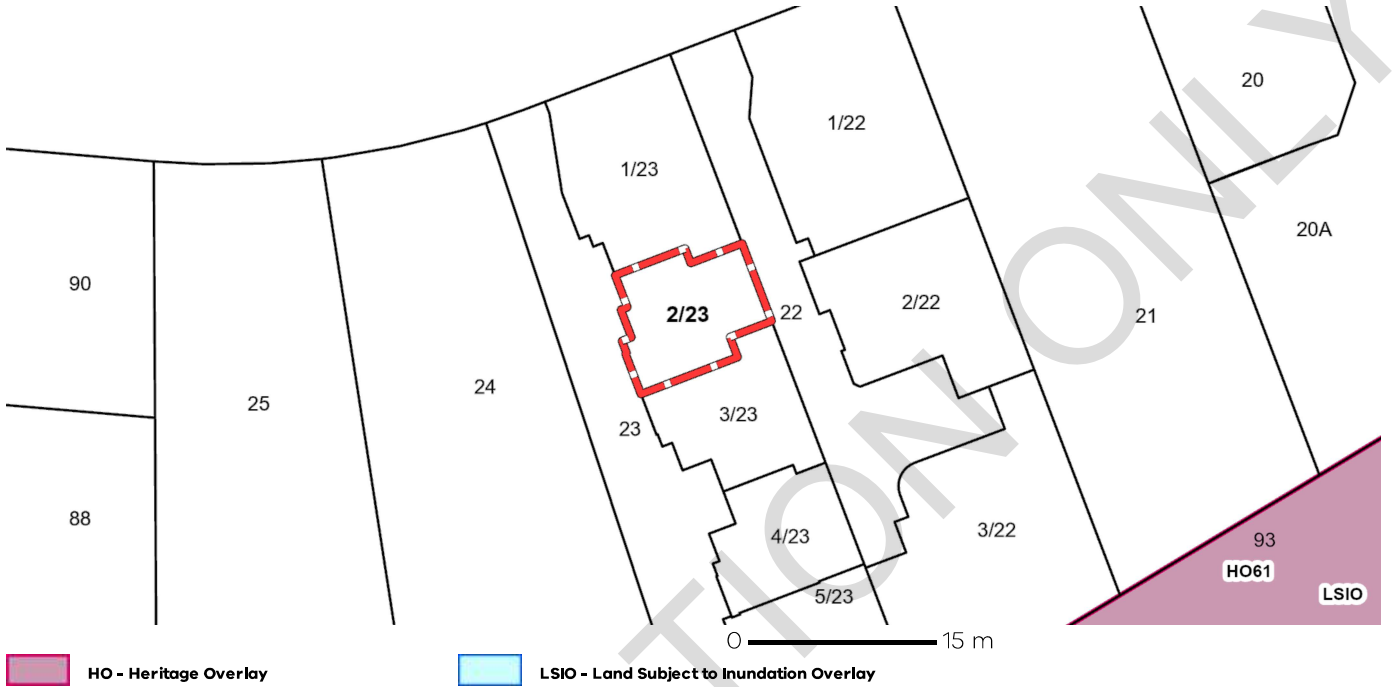 20
1/22
1/23
20A
90
2/22
2/23
22
21
24
25
3/23
23
88
4/23
3/22
93
HO61
5/23
LSIO
TION ONLY
0 15 m
HO - Heritage Overlay
LSIO - Land Subject to Inundation Overlay